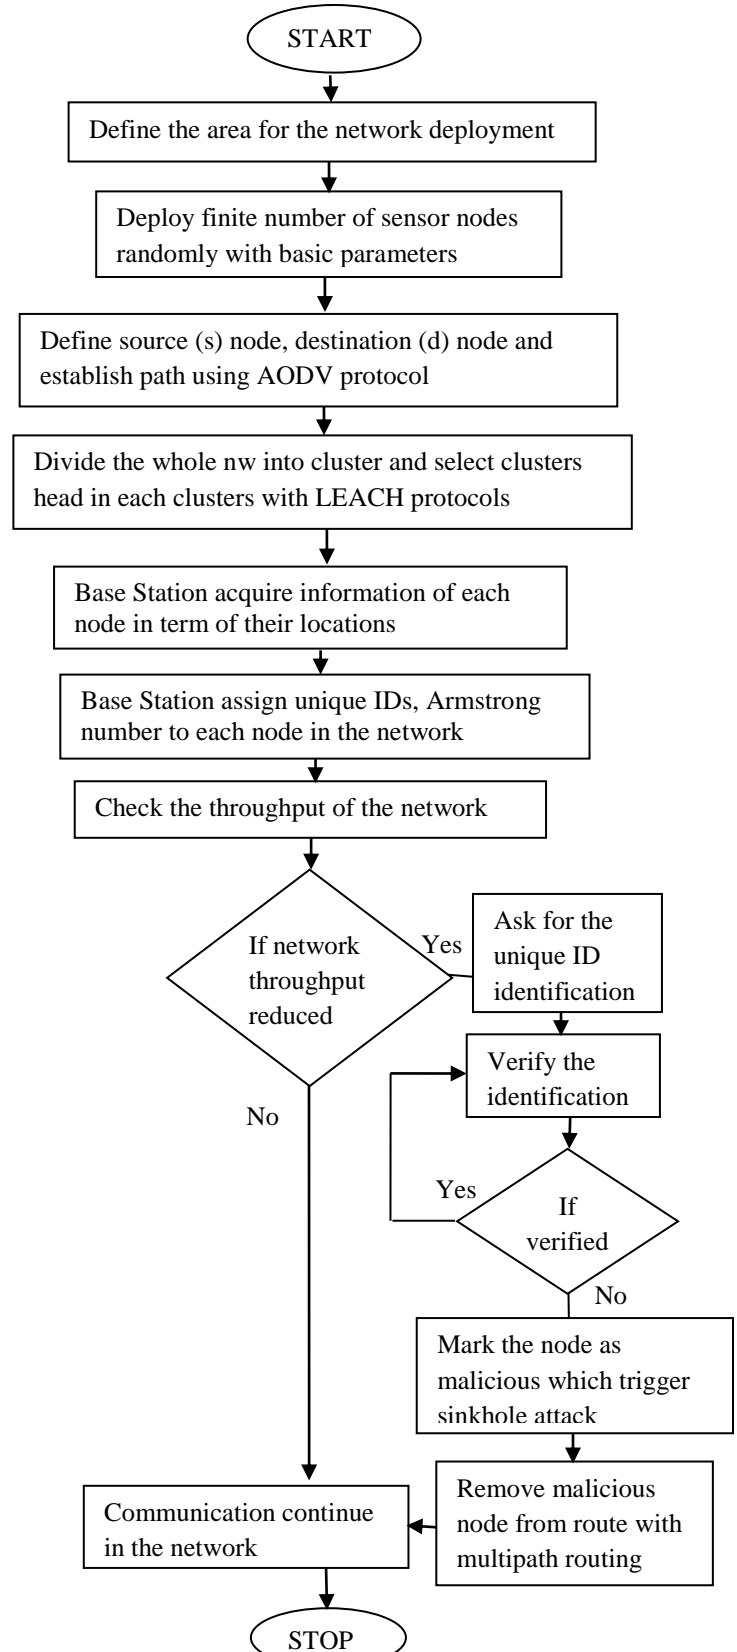 START
Define the area for the network deployment
Deploy finite number of sensor nodes
randomly with basic parameters
Define source (s) node, destination (d) node and
establish path using AODV protocol
Divide the whole nw into cluster and select clusters
head in each clusters with LEACH protocols
Base Station acquire information of each
node in term of their locations
Base Station assign unique IDs, Armstrong
number to each node in the network
Check the throughput of the network
If network
throughput
reduced
Yes
Ask for the
unique ID
identification
Verify the
identification
No
Yes
If
verified
No
Mark the node as
malicious which trigger
sinkhole attack
Remove malicious
node from route with
multipath routing
Communication continue
in the network
STOP